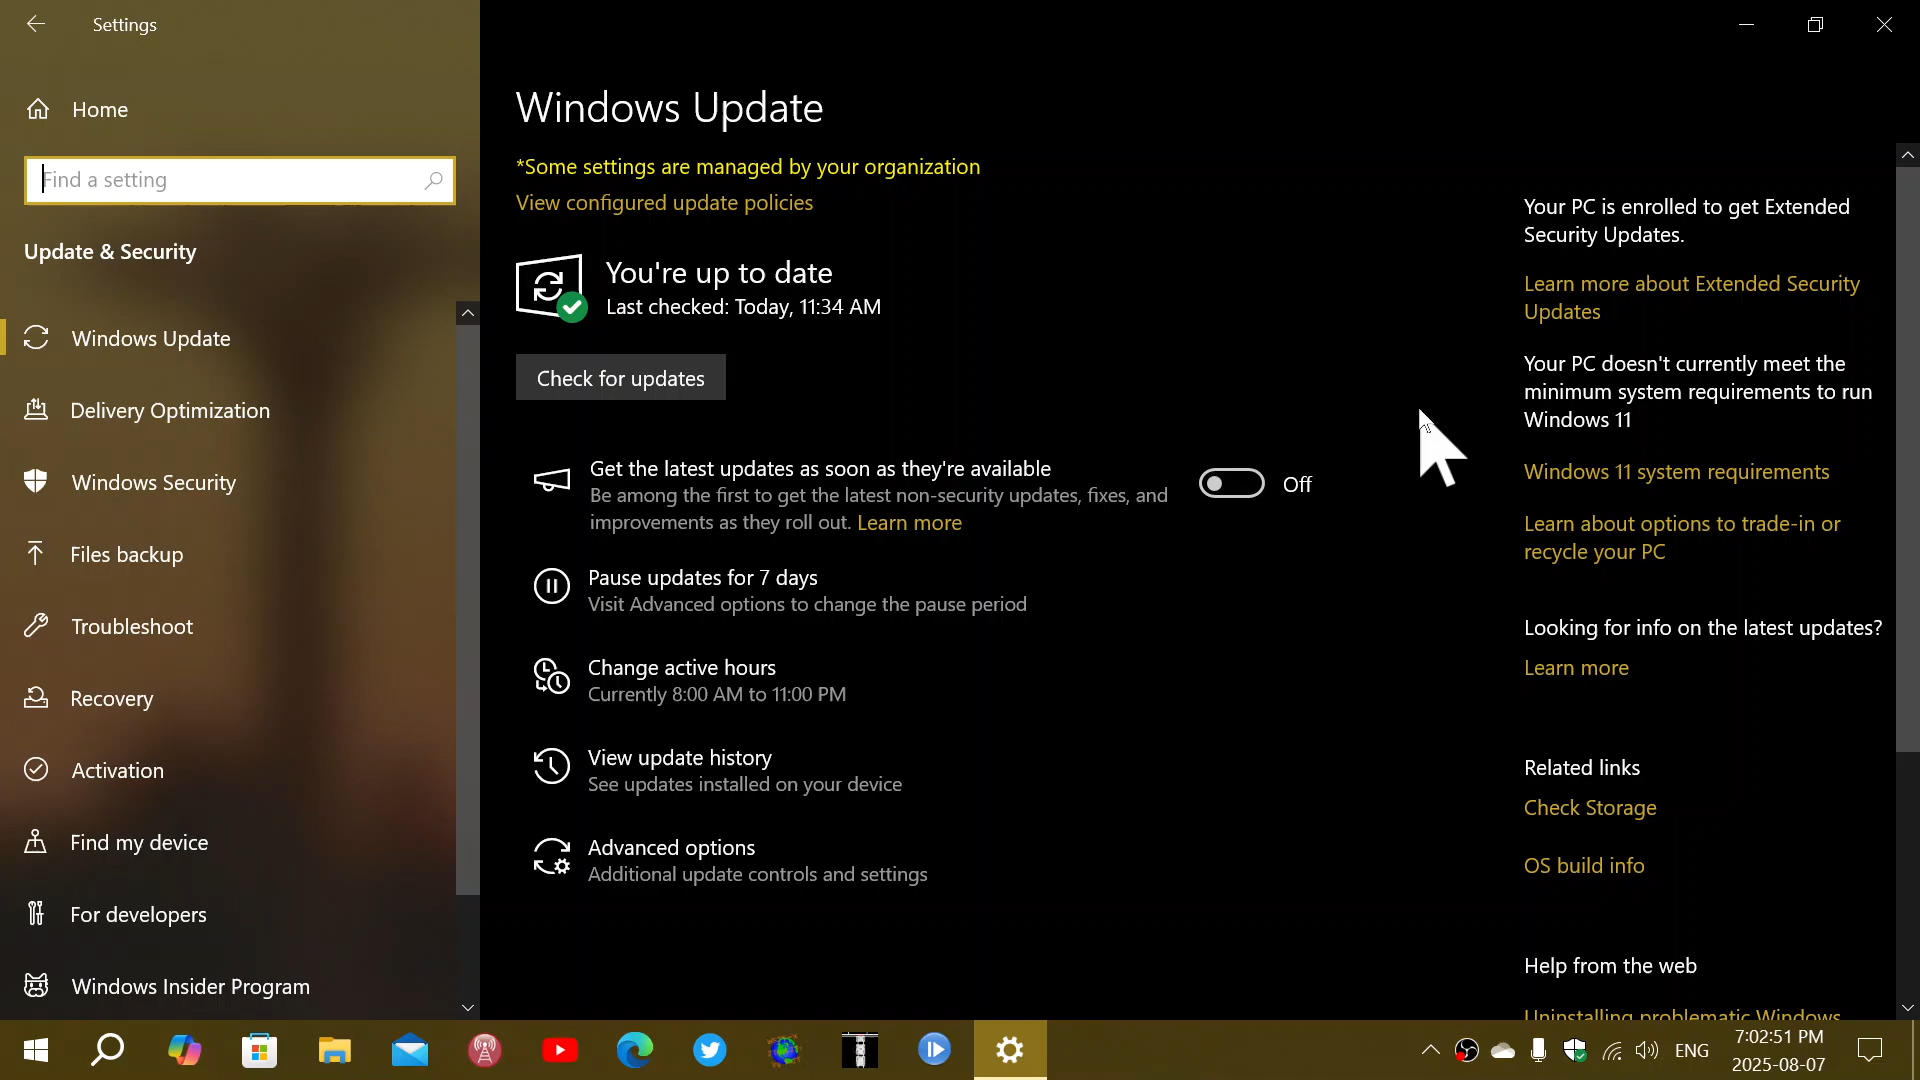 Settings
Home
Find a setting
Update & Security
Windows Update
Delivery Optimization
Windows Security
Files backup
Troubleshoot
Recovery
Activation
Find my device
For developers
Windows Insider Program
Windows Update
*Some settings are managed by your organization
View configured update policies
You're up to date
Last checked: Today, 11:34 AM
Check for updates
Get the latest updates as soon as they're available
Be among the first to get the latest non-security updates, fixes, and
improvements as they roll out. Learn more
Off
Pause updates for 7 days
Visit Advanced options to change the pause period
Change active hours
Currently 8:00 AM to 11:00 PM
View update history
See updates installed on your device
Advanced options
Additional update controls and settings
Your PC is enrolled to get Extended
Security Updates.
Learn more about Extended Security
Updates
Your PC doesn't currently meet the
minimum system requirements to run
Windows 11
Windows 11 system requirements
Learn about options to trade-in or
recycle your PC
Looking for info on the latest updates?
Learn more
Related links
Check Storage
OS build info
Help from the web
Uninstalling problematic Windows
ENG
7:02:51 PM
2025-08-07